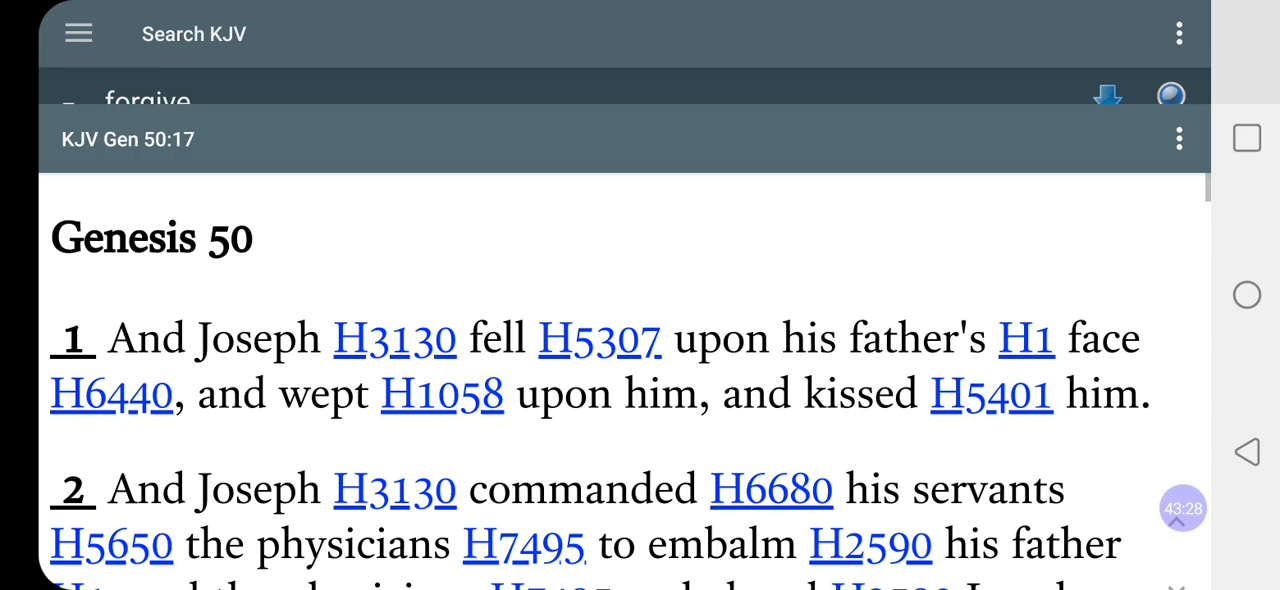 Search KJV
forgive
KJV Gen 50:17
Genesis 50
1 And Joseph H3130 fell H5307 upon his father's H1 face
H6440, and wept H1058 upon him, and kissed H5401 him.
2 And Joseph H3130 commanded H6680 his servants
43:28
H5650 the physicians H7495 to embalm H2590 his father